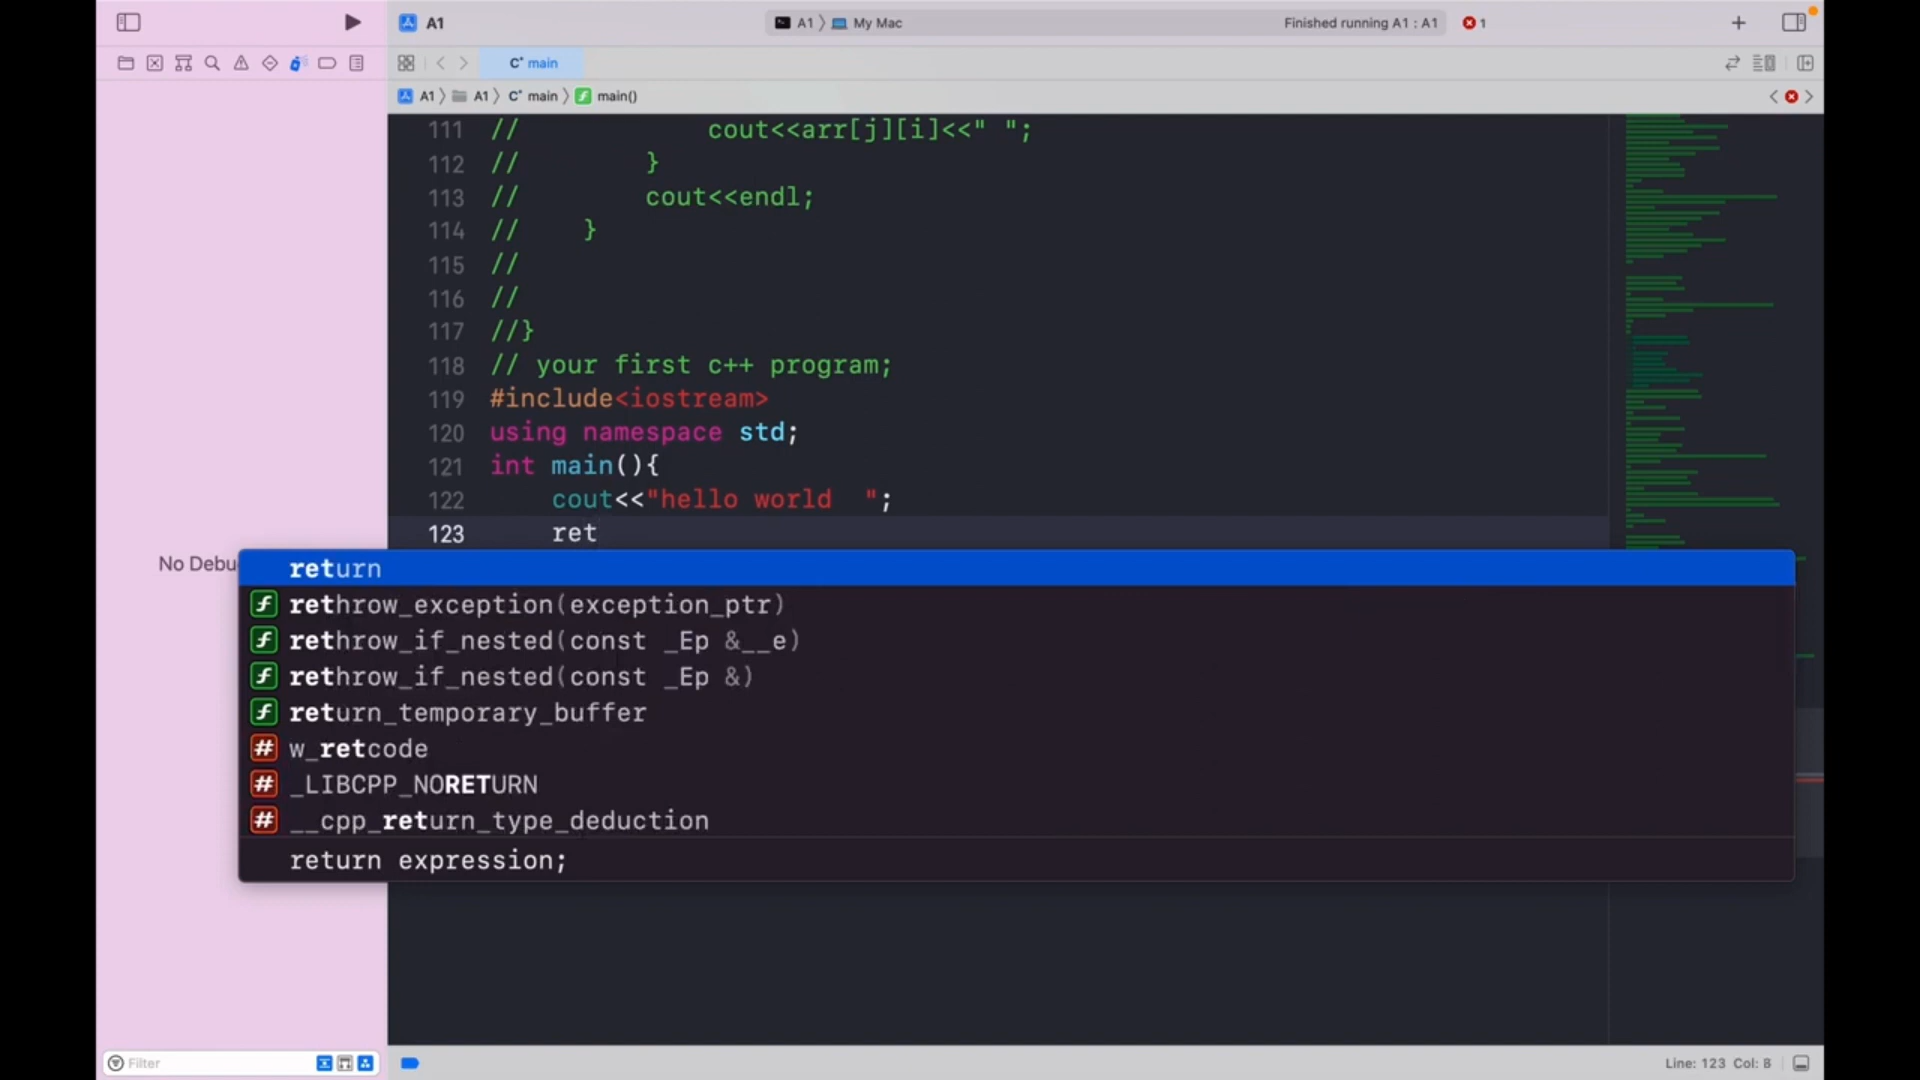 A1
A1 〉 My Mac
Finished running A1 : A1
1
C⁺ main
A1 〉 A1 〉 C⁺ main 〉 main()
111 // cout<<arr[j][i]<<" ";
112 // }
113 // cout<<endl;
114 // }
115 //
116 //
117 //}
118 // your first c++ program;
119 #include<iostream>
120 using namespace std;
121 int main(){
122 cout<<"hello world  ";
123 ret
No Debu
return
rethrow_exception(exception_ptr)
rethrow_if_nested(const _Ep &__e)
rethrow_if_nested(const _Ep &)
return_temporary_buffer
w_retcode
_LIBCPP_NORETURN
__cpp_return_type_deduction
return expression;
Filter
Line: 123 Col: 8